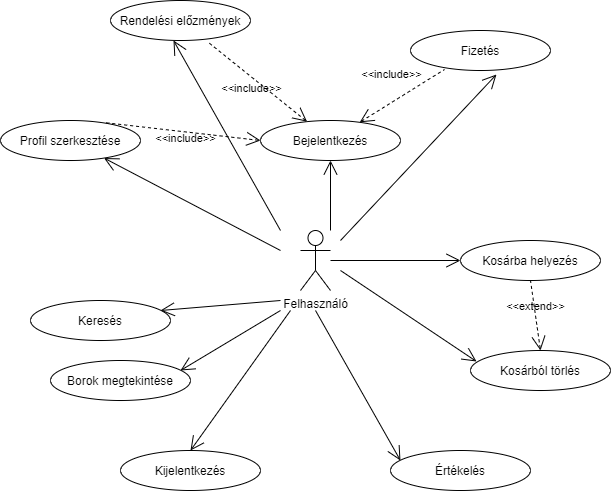 Rendelési előzmények
Fizetés
<<include>>
<<include>>
Profil szerkesztése
<<include>>
Bejelentkezés
Kosárba helyezés
Felhasználó
<<extend>>
Keresés
Borok megtekintése
Kosárból törlés
Kijelentkezés
Értékelés